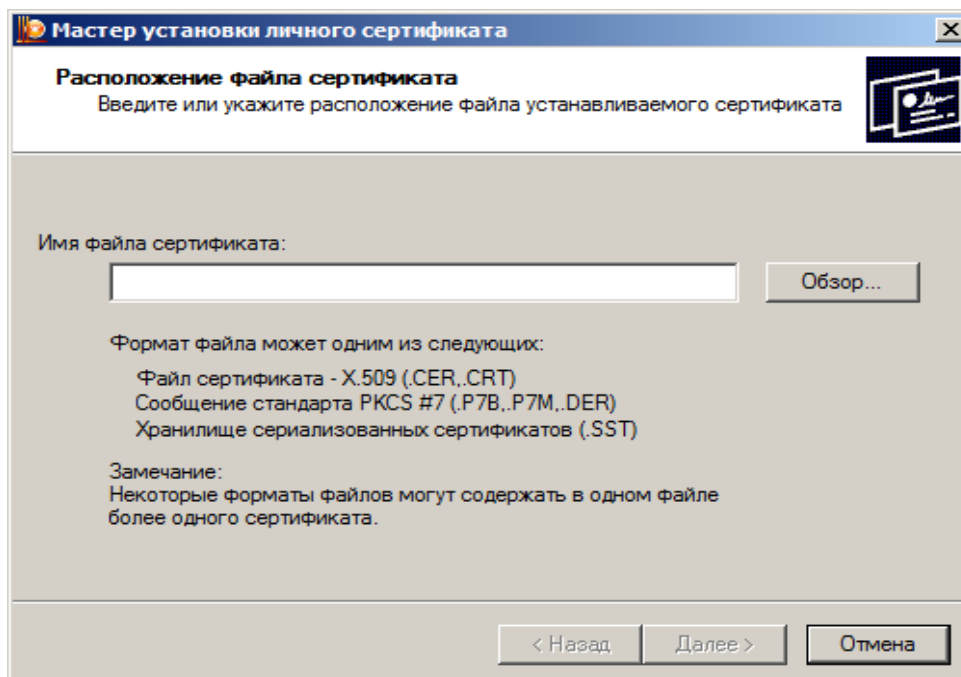 Мастер установки личного сертификата
Расположение файла сертификата
Введите или укажите расположение файла устанавливаемого сертификата
Имя файла сертификата:
Обзор...
Формат файла может одним из следующих:
Файл сертификата - X.509 (.CER,.CRT)
Сообщение стандарта PKCS #7 (.P7B,.P7M,.DER)
Хранилище сериализованных сертификатов (.SST)
Замечание:
Некоторые форматы файлов могут содержать в одном файле
более одного сертификата.
< Назад Далее > Отмена